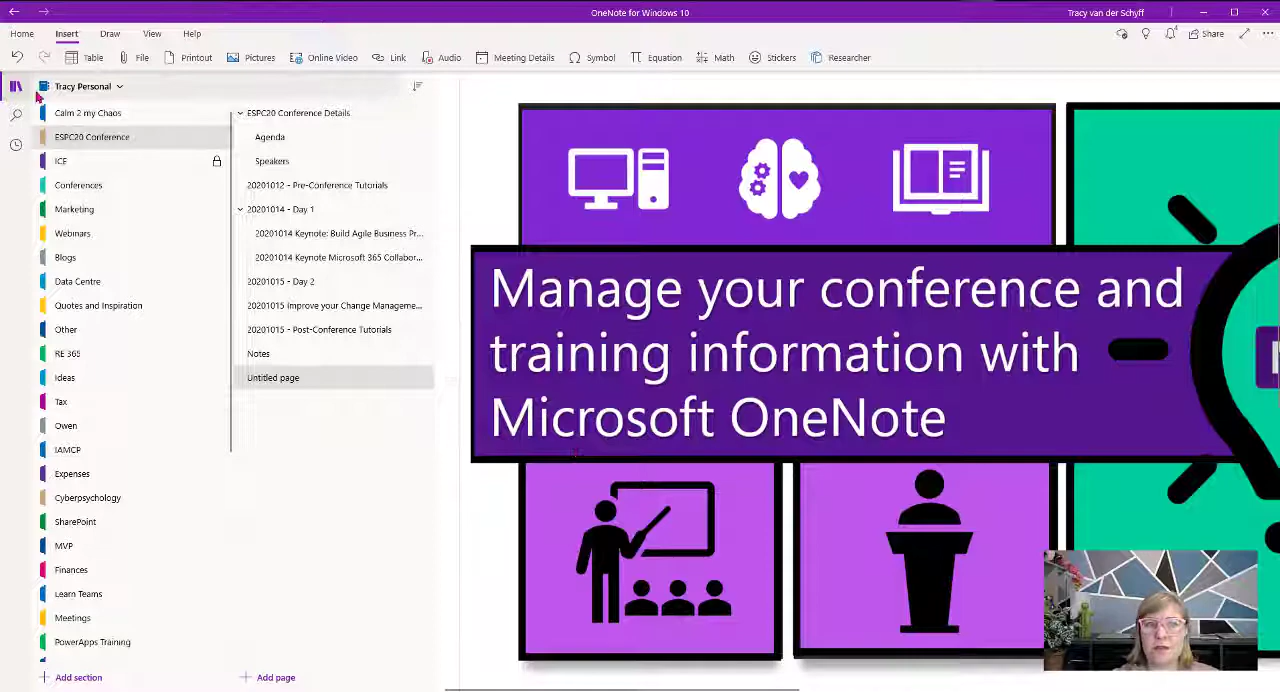 OneNote for Windows 10
Tracy van der Schyff
Home
Insert
Draw
View
Help
Share
Table
File
Printout
Pictures
Online Video
Link
Audio
Meeting Details
Symbol
Equation
Math
Stickers
Researcher
Tracy Personal
Calm 2 my Chaos
ESPC20 Conference
ICE
Conferences
Marketing
Webinars
Blogs
Data Centre
Quotes and Inspiration
Other
RE 365
Ideas
Tax
Owen
IAMCP
Expenses
Cyberpsychology
SharePoint
MVP
Finances
Learn Teams
Meetings
PowerApps Training
Add section
ESPC20 Conference Details
Agenda
Speakers
20201012 - Pre-Conference Tutorials
20201014 - Day 1
20201014 Keynote: Build Agile Business Pr...
20201014 Keynote Microsoft 365 Collabor...
20201015 - Day 2
20201015 Improve your Change Manageme...
20201015 - Post-Conference Tutorials
Notes
Untitled page
Add page
Manage your conference and
training information with
Microsoft OneNote